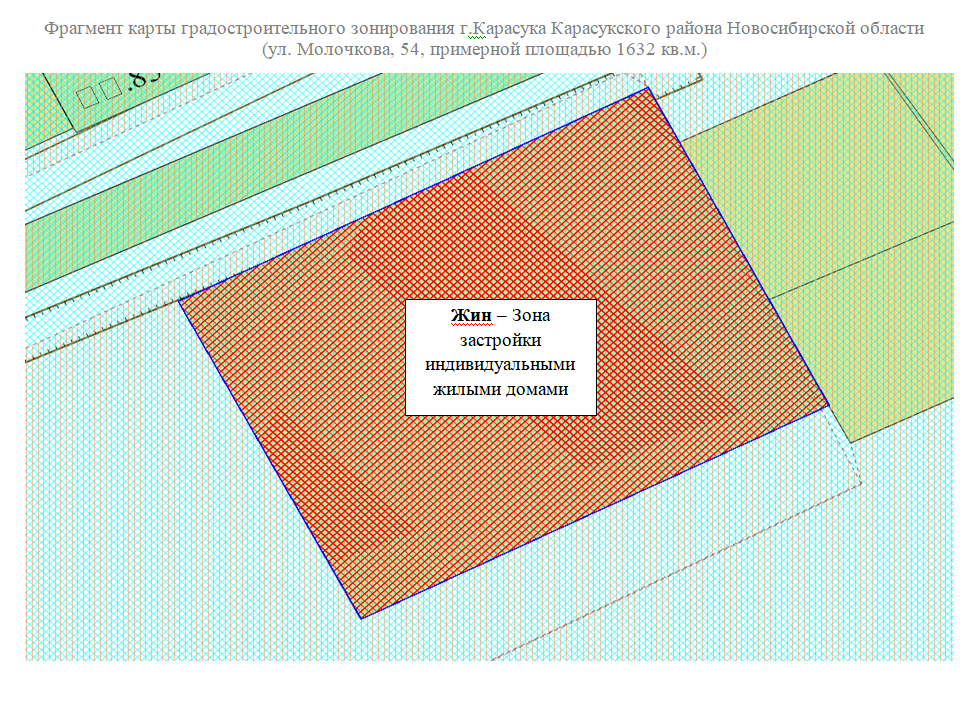 Фрагмент карты градостроительного зонирования г.Карасука Карасукского района Новосибирской области
(ул. Молочкова, 54, примерной площадью 1632 кв.м.)
Жин – Зона
застройки
индивидуальными
жилыми домами